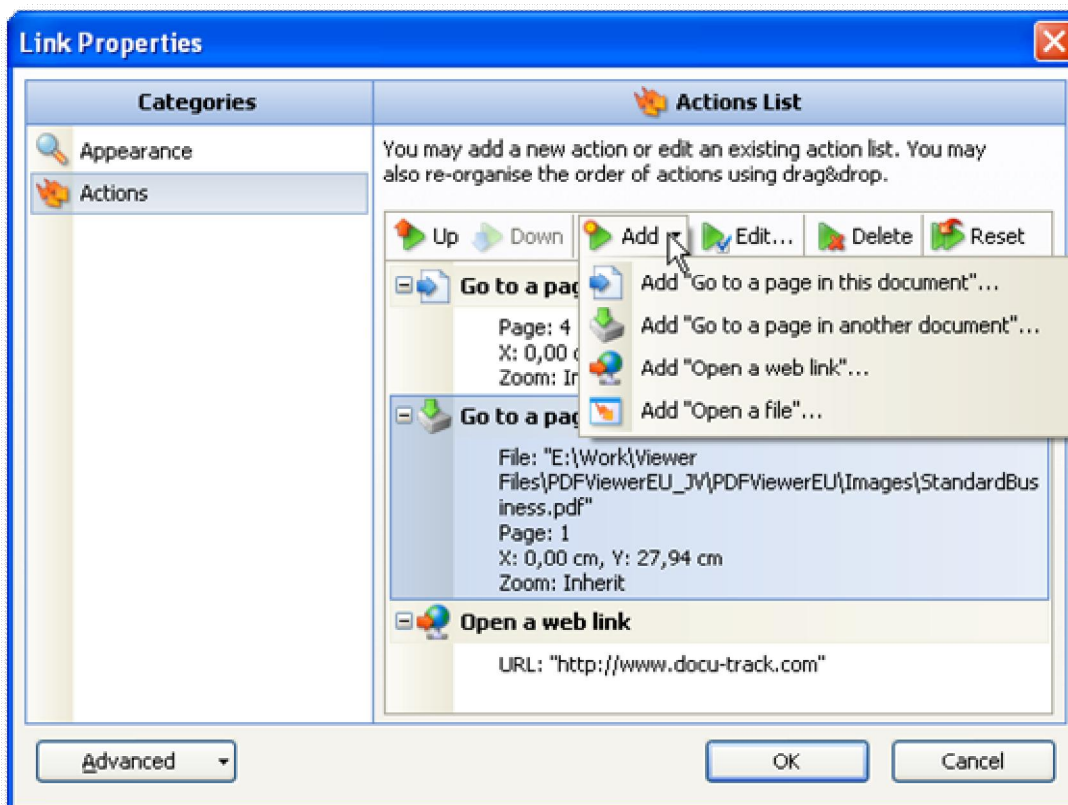 Link Properties
Categories
Actions List
Appearance
Actions
You may add a new action or edit an existing action list. You may
also re-organise the order of actions using drag&drop.
Up Down Add Edit... Delete Reset
Add "Go to a page in this document"...
Add "Go to a page in another document"...
Add "Open a web link"...
Add "Open a file"...
Go to a pag
Page: 4
X: 0,00
Zoom: In
Go to a pag
File: "E:\Work\Viewer
Files\PDFViewerEU_JV\PDFViewerEU\Images\StandardBus
iness.pdf"
Page: 1
X: 0,00 cm, Y: 27,94 cm
Zoom: Inherit
Open a web link
URL: "http://www.docu-track.com"
Advanced
OK
Cancel